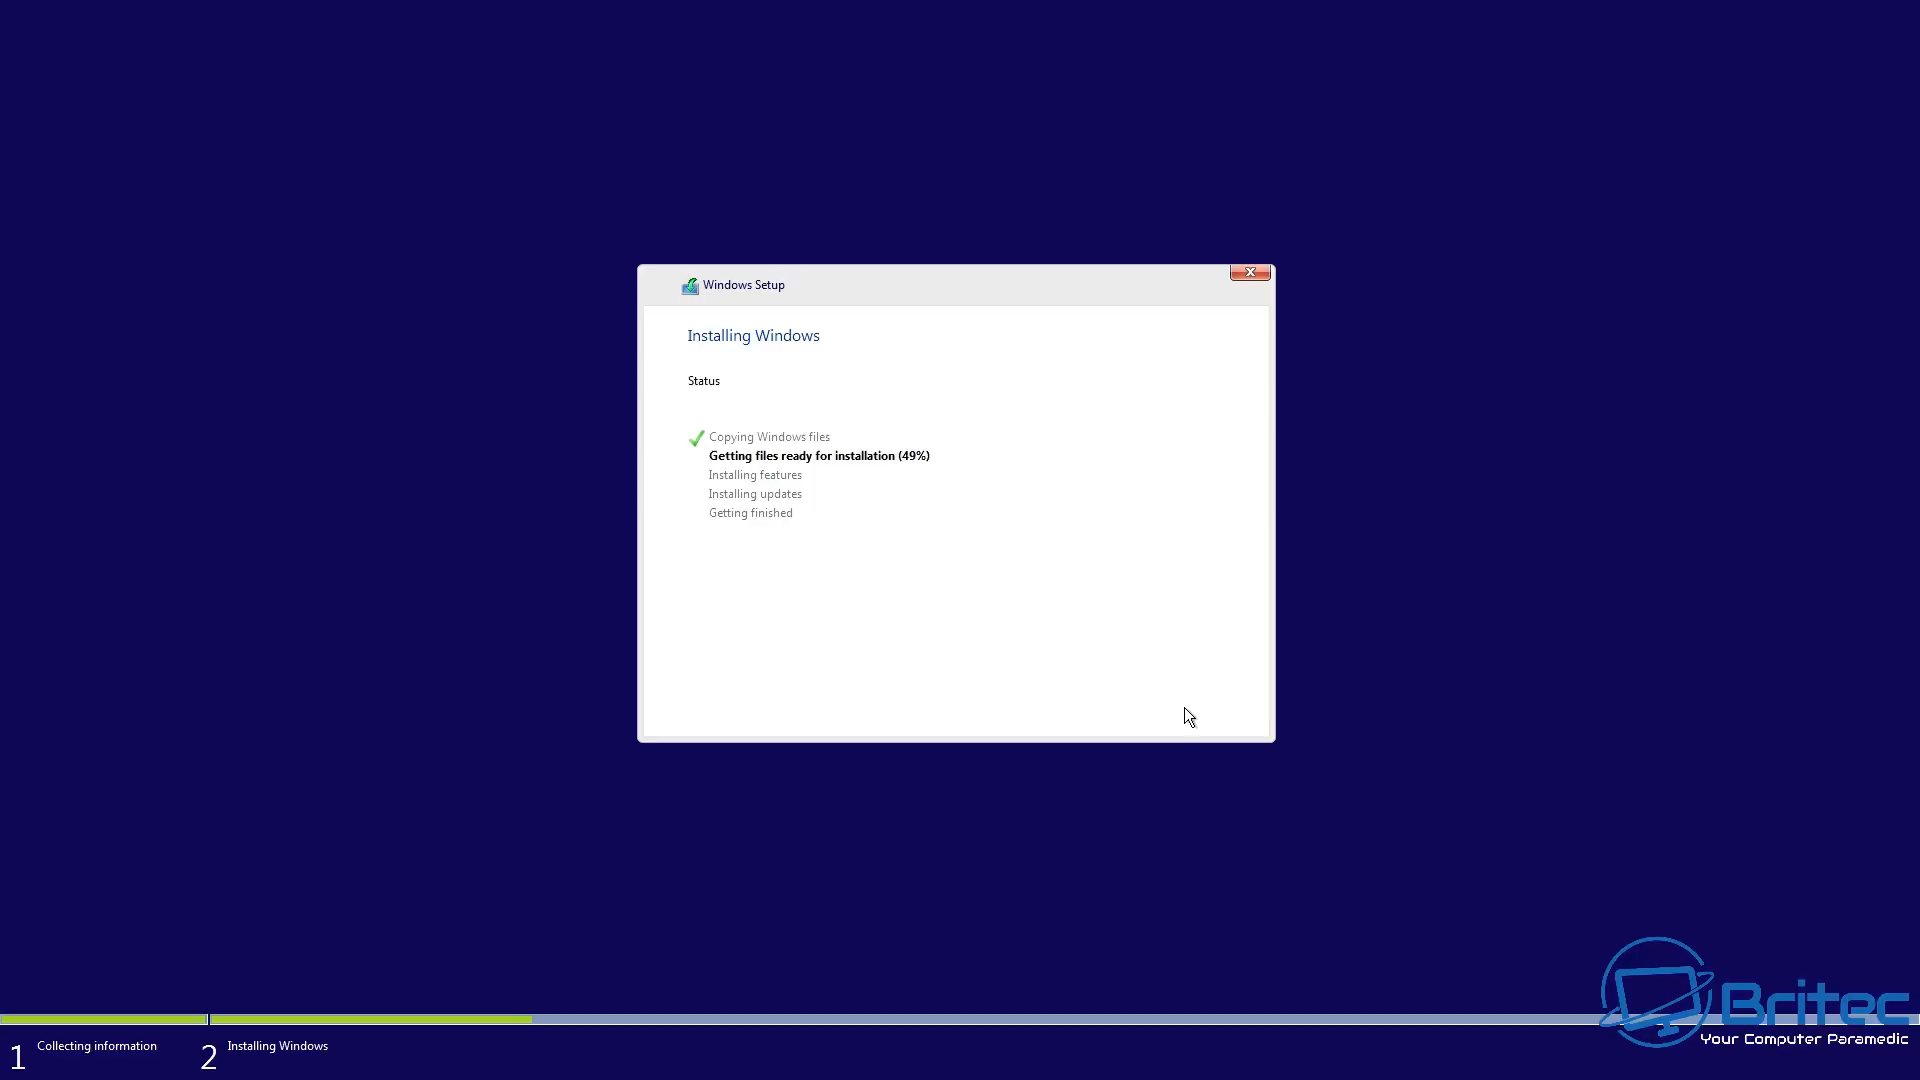 Windows Setup
Installing Windows
Status
Copying Windows files
Getting files ready for installation (49%)
Installing features
Installing updates
Getting finished
1 Collecting information
2 Installing Windows
Britec
Your Computer Paramedic